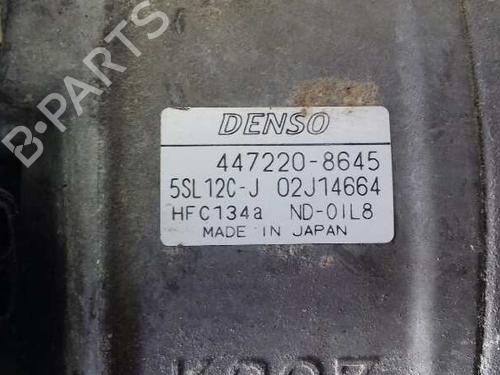 B-PARTS
DENSO
447220-8645
5SL12C-J 02J14664
HFC134a ND-OIL8
MADE IN JAPAN